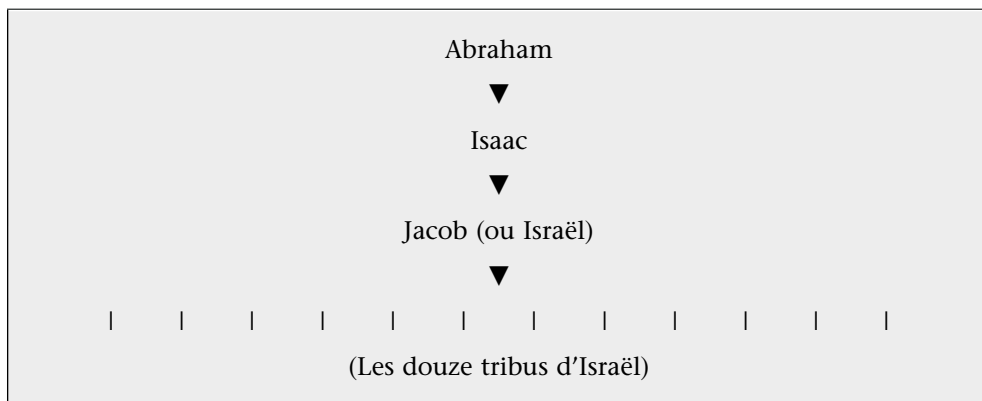 Abraham
▼
Isaac
▼
Jacob (ou Israël)
▼
| | | | | | | | | | | |
(Les douze tribus d’Israël)